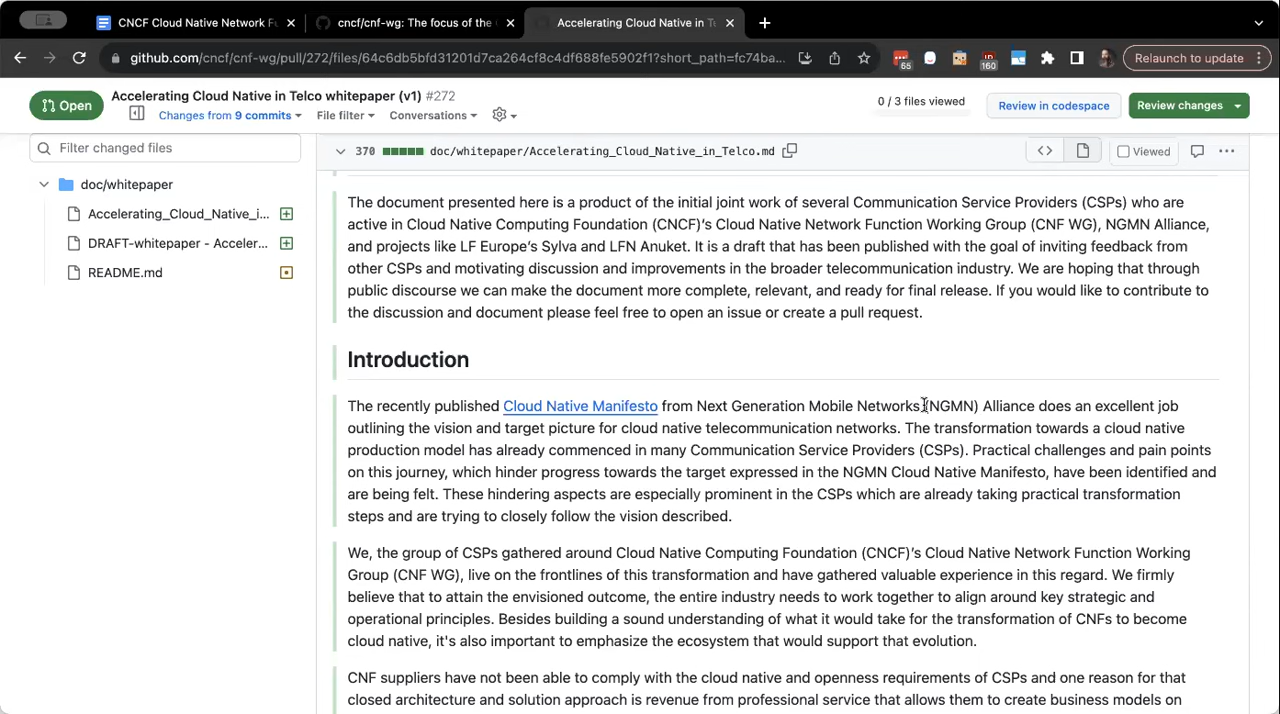 CNCF Cloud Native Network F
cncf/cnf-wg: The focus of the
Accelerating Cloud Native in Te
github.com/cncf/cnf-wg/pull/272/files/64c6db5bfd31201d7ca264cf8c4df688fe5902f1?short_path=fc74ba...
65
160
Relaunch to update
Open
Accelerating Cloud Native in Telco whitepaper (v1) #272
Changes from 9 commits
File filter
Conversations
0 / 3 files viewed
Review in codespace
Review changes
Filter changed files
doc/whitepaper
Accelerating_Cloud_Native_i...
DRAFT-whitepaper - Acceler...
README.md
370 doc/whitepaper/Accelerating_Cloud_Native_in_Telco.md
Viewed
The document presented here is a product of the initial joint work of several Communication Service Providers (CSPs) who are
active in Cloud Native Computing Foundation (CNCF)’s Cloud Native Network Function Working Group (CNF WG), NGMN Alliance,
and projects like LF Europe’s Sylva and LFN Anuket. It is a draft that has been published with the goal of inviting feedback from
other CSPs and motivating discussion and improvements in the broader telecommunication industry. We are hoping that through
public discourse we can make the document more complete, relevant, and ready for final release. If you would like to contribute to
the discussion and document please feel free to open an issue or create a pull request.
Introduction
The recently published Cloud Native Manifesto from Next Generation Mobile Networks (NGMN) Alliance does an excellent job
outlining the vision and target picture for cloud native telecommunication networks. The transformation towards a cloud native
production model has already commenced in many Communication Service Providers (CSPs). Practical challenges and pain points
on this journey, which hinder progress towards the target expressed in the NGMN Cloud Native Manifesto, have been identified and
are being felt. These hindering aspects are especially prominent in the CSPs which are already taking practical transformation
steps and are trying to closely follow the vision described.
We, the group of CSPs gathered around Cloud Native Computing Foundation (CNCF)’s Cloud Native Network Function Working
Group (CNF WG), live on the frontlines of this transformation and have gathered valuable experience in this regard. We firmly
believe that to attain the envisioned outcome, the entire industry needs to work together to align around key strategic and
operational principles. Besides building a sound understanding of what it would take for the transformation of CNFs to become
cloud native, it's also important to emphasize the ecosystem that would support that evolution.
CNF suppliers have not been able to comply with the cloud native and openness requirements of CSPs and one reason for that
closed architecture and solution approach is revenue from professional service that allows them to create business models on